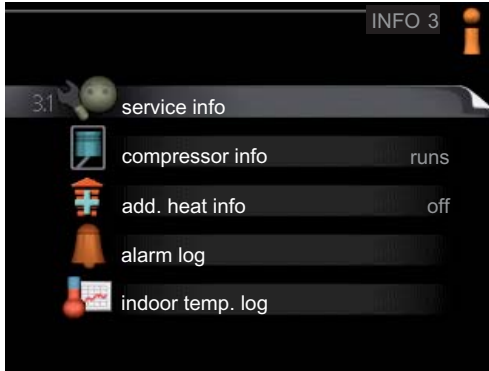 INFO 3
3.1 service info
compressor info runs
add. heat info off
alarm log
indoor temp. log